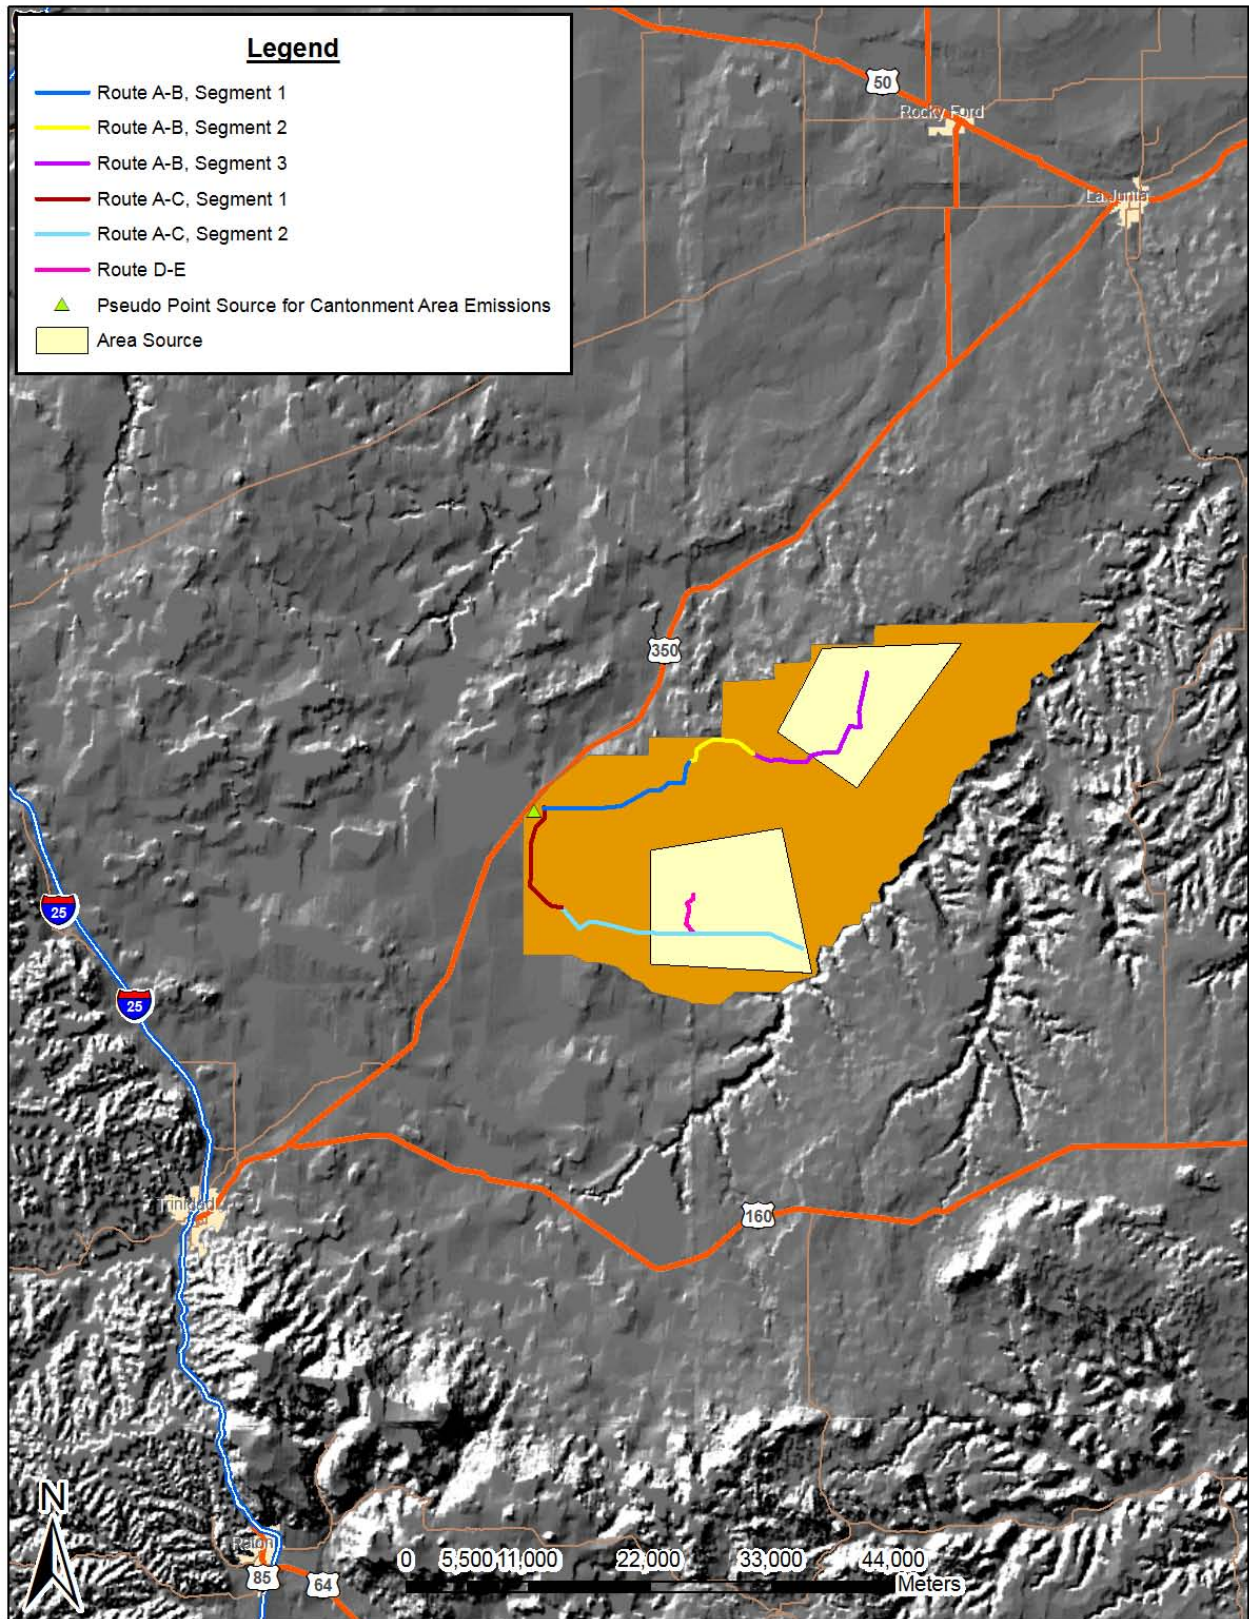 Legend
Route A-B, Segment 1
Route A-B, Segment 2
Route A-B, Segment 3
Route A-C, Segment 1
Route A-C, Segment 2
Route D-E
Pseudo Point Source for Cantonment Area Emissions
Area Source
50
Rocky Ford
La Junta
350
25
25
Trinidad
160
N
Raton
85
64
0 5,500 11,000 22,000 33,000 44,000
Meters